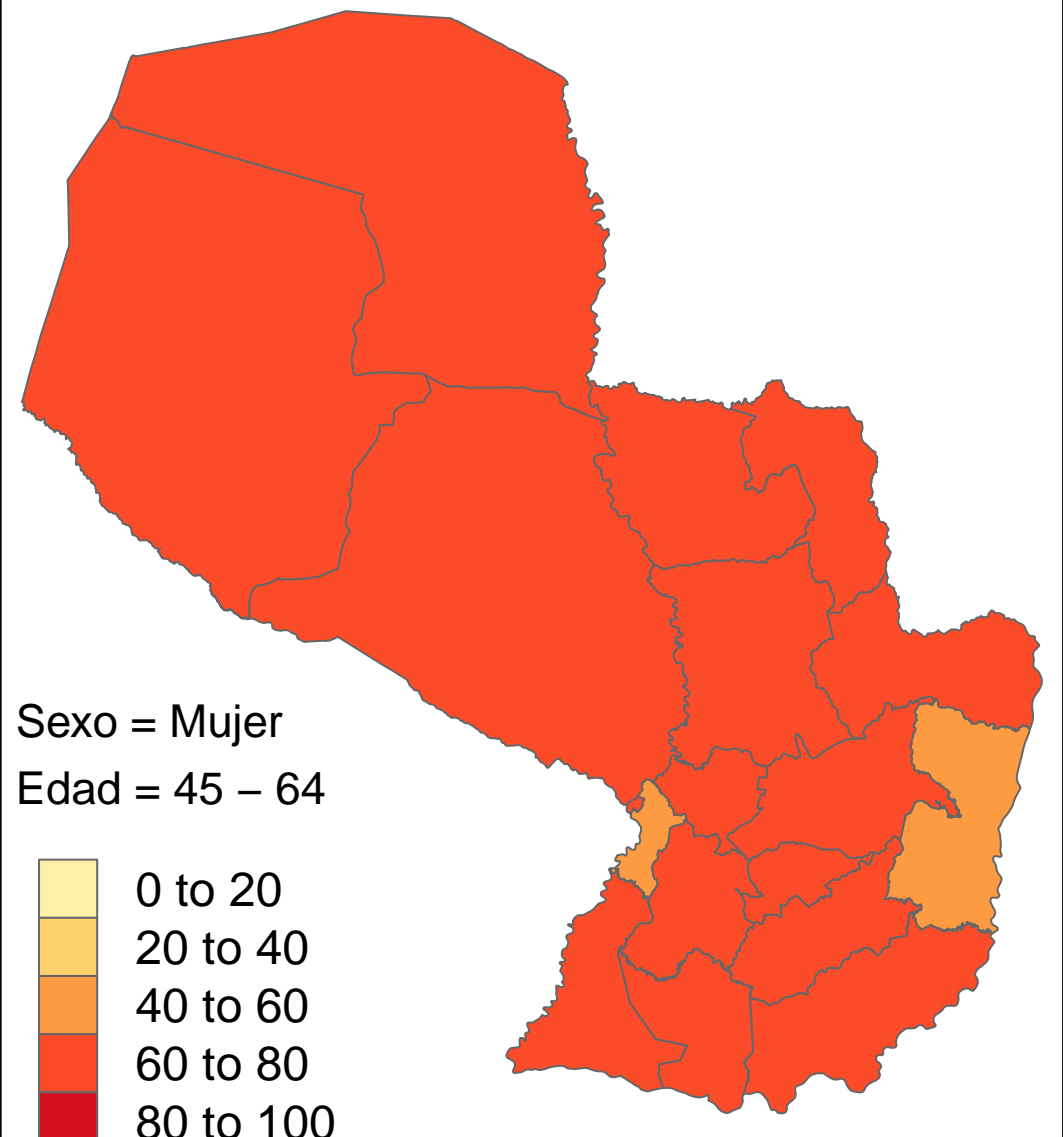 Sexo = Mujer
Edad = 45 – 64
0 to 20
20 to 40
40 to 60
60 to 80
80 to 100